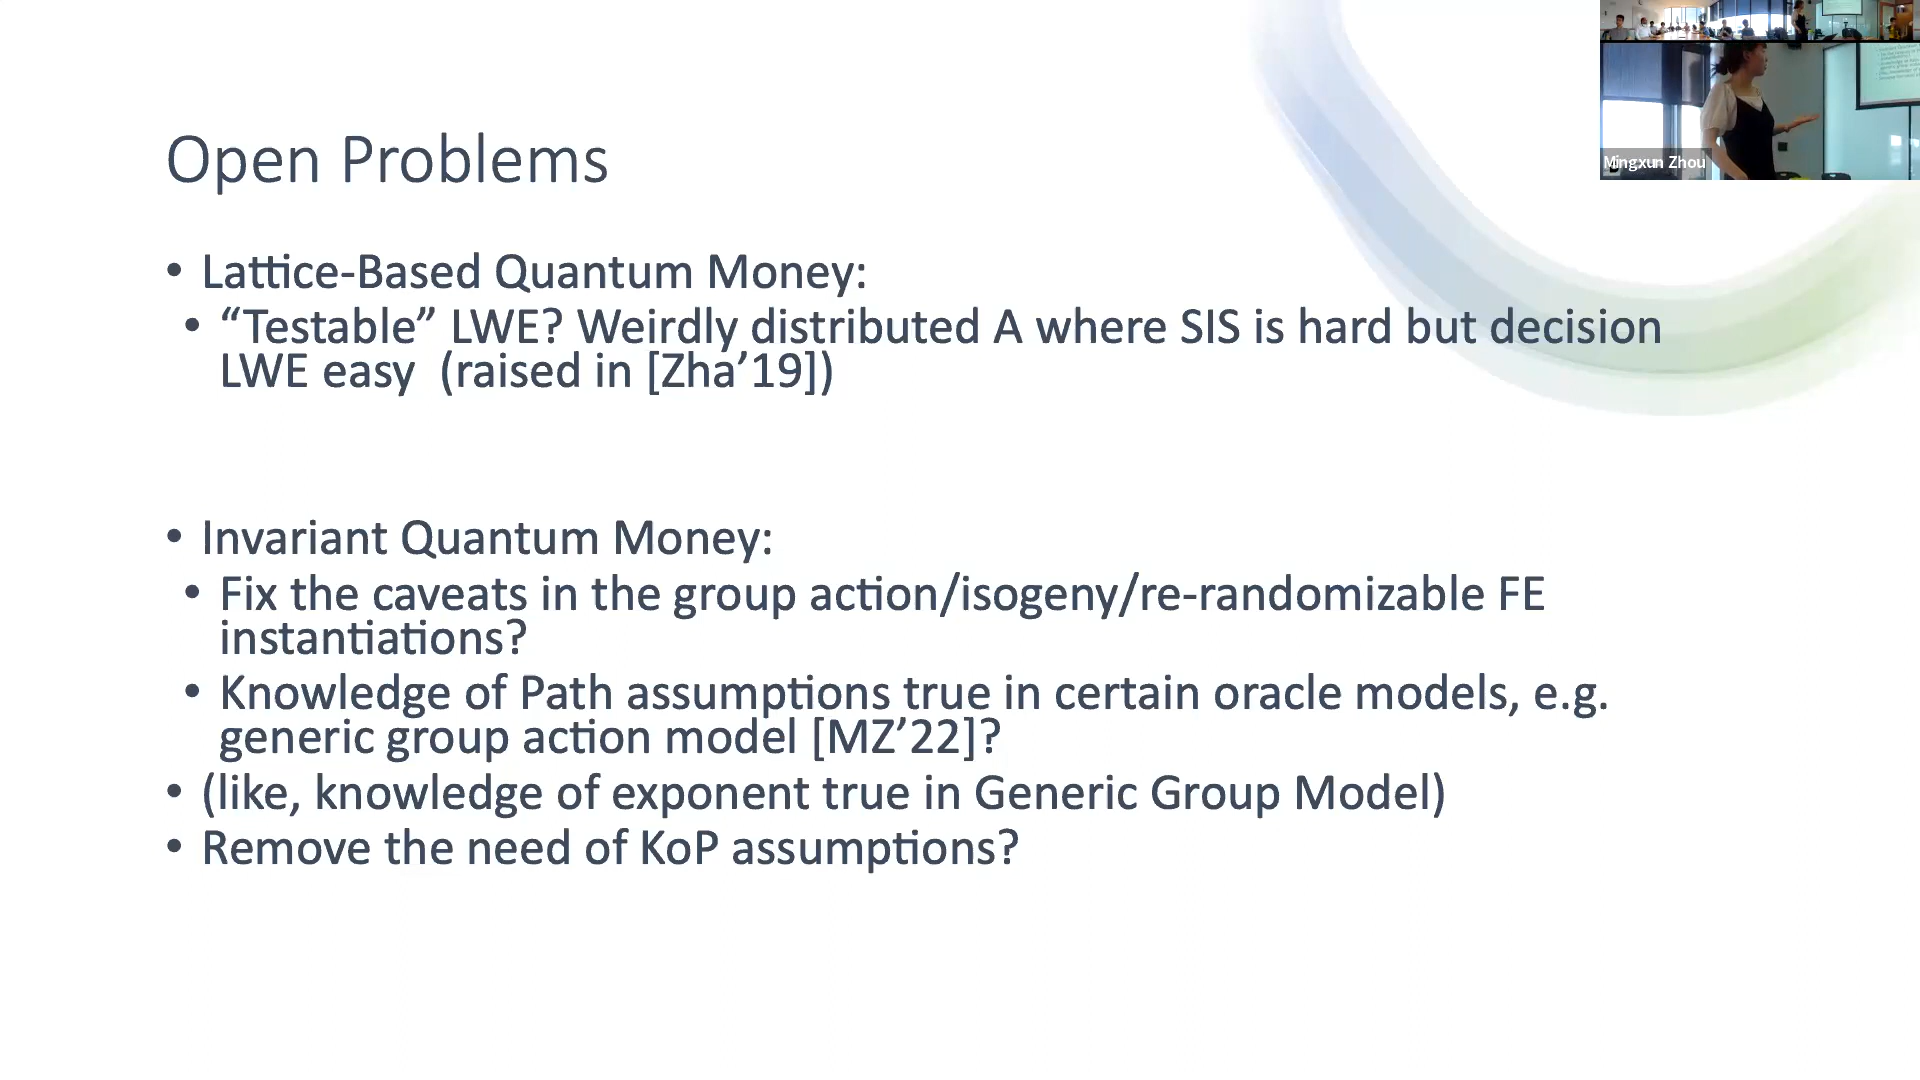 Open Problems
• Lattice-Based Quantum Money:
• “Testable” LWE? Weirdly distributed A where SIS is hard but decision
LWE easy (raised in [Zha’19])
• Invariant Quantum Money:
• Fix the caveats in the group action/isogeny/re-randomizable FE
instantiations?
• Knowledge of Path assumptions true in certain oracle models, e.g.
generic group action model [MZ’22]?
• (like, knowledge of exponent true in Generic Group Model)
• Remove the need of KoP assumptions?
Mingxun Zhou